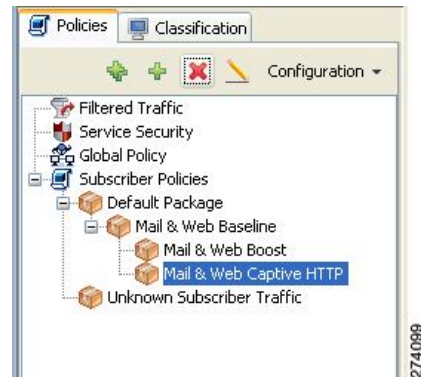 Policies Classification
Configuration
Filtered Traffic
Service Security
Global Policy
Subscriber Policies
Default Package
Mail & Web Baseline
Mail & Web Boost
Mail & Web Captive HTTP
Unknown Subscriber Traffic
274099